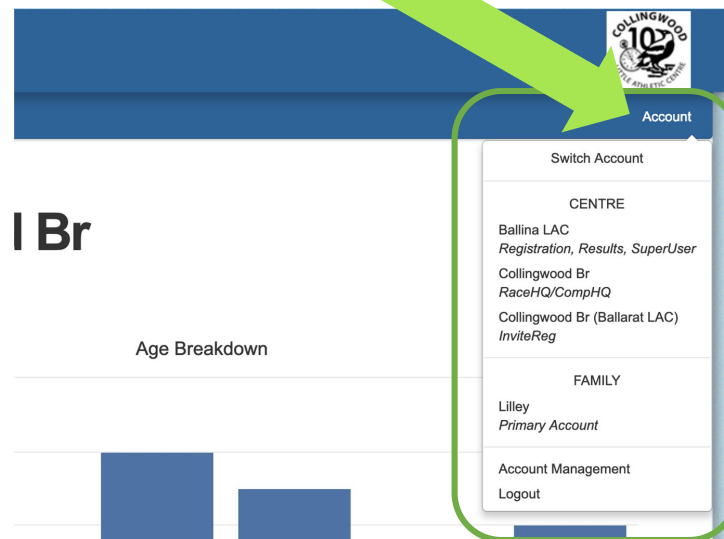 COLLINGWOOD
10
LITTLE ATHLETIC CENTRE
Account
Switch Account
CENTRE
Ballina LAC
Registration, Results, SuperUser
Collingwood Br
RaceHQ/CompHQ
Collingwood Br (Ballarat LAC)
InviteReg
FAMILY
Lilley
Primary Account
Account Management
Logout
Br
Age Breakdown